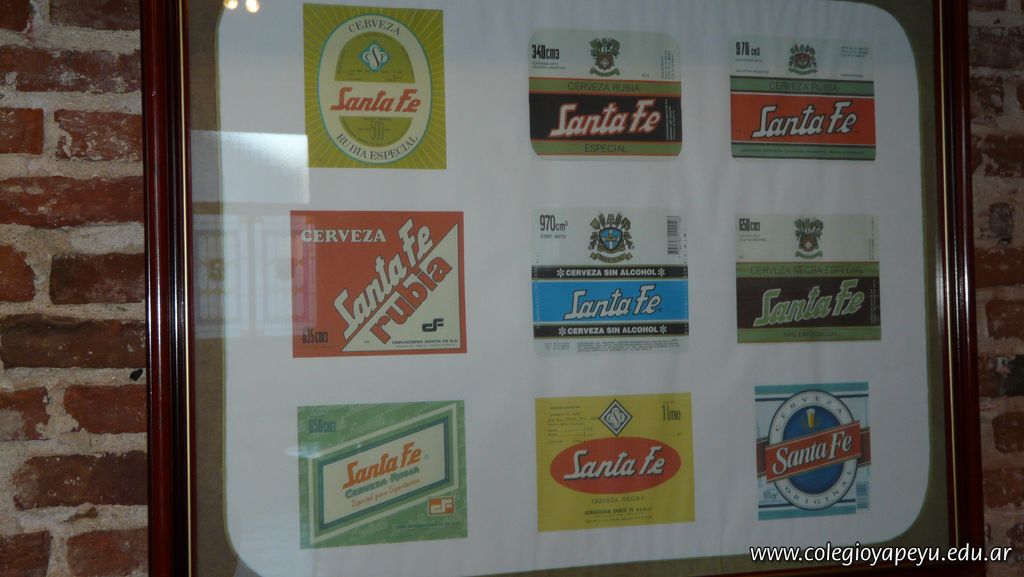 CERVEZA
CSF
Santa Fe
500
RUBIA ESPECIAL
340cm3
CERVEZA RUBIA
Santa Fe
ESPECIAL
970 cm3
CERVEZA RUBIA
Santa Fe
CERVEZA
Santa Fe
rubia
635cm3
CERVECERIA SANTA FE S.A.
970cm³
CONT. NETO
*CERVEZA SIN ALCOHOL*
Santa Fe
*CERVEZA SIN ALCOHOL*
650cm3
CERVEZA NEGRA ESPECIAL
Santa Fe
TIPO EXPORTACION
650cm3
Santa Fe
CERVEZA RUBIA
Especial para Exportación
1 LITRO
Santa Fe
CERVEZA NEGRA
CERVECERIA SANTA FE
CERVEZA
Santa Fe
ORIGINAL
www.colegioyapeyu.edu.ar